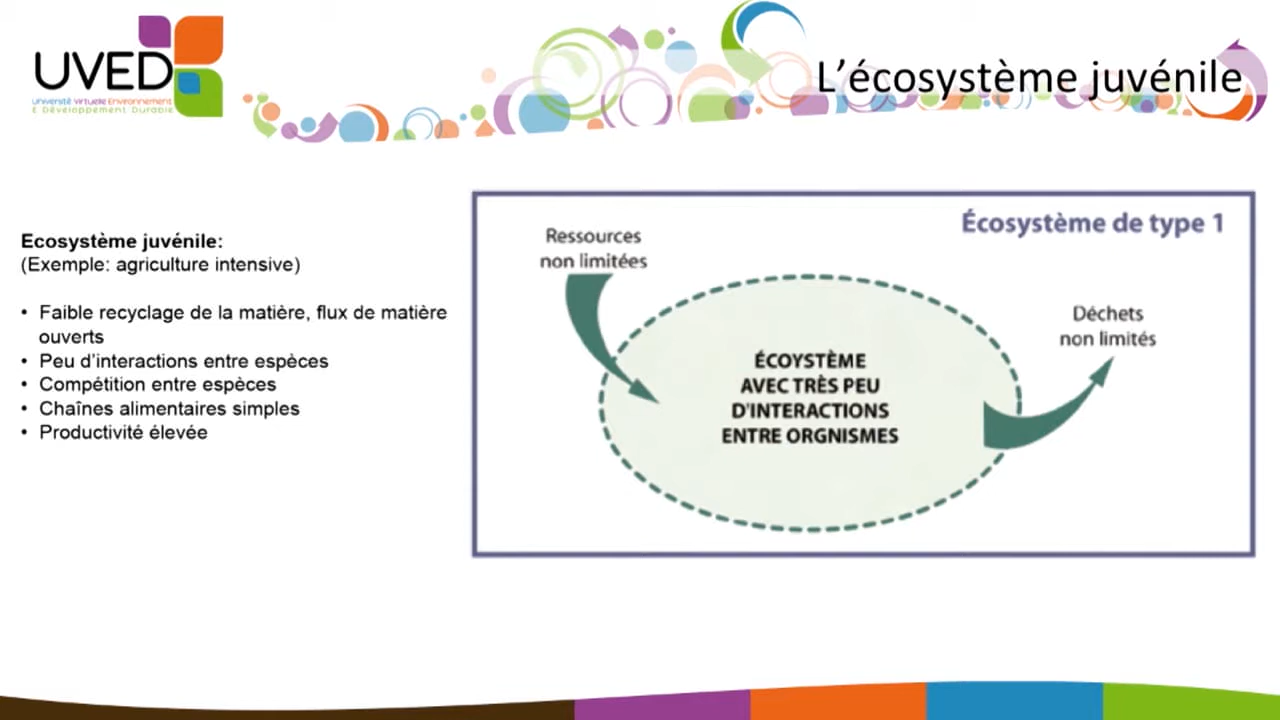 UVED
Université Virtuelle Environnement
& Développement Durable
L'écosystème juvénile
Ecosystème juvénile:
(Exemple: agriculture intensive)
• Faible recyclage de la matière, flux de matière
ouverts
• Peu d'interactions entre espèces
• Compétition entre espèces
• Chaînes alimentaires simples
• Productivité élevée
Écosystème de type 1
Ressources
non limitées
Déchets
non limités
ÉCOYSTÈME
AVEC TRÈS PEU
D'INTERACTIONS
ENTRE ORGNISMES